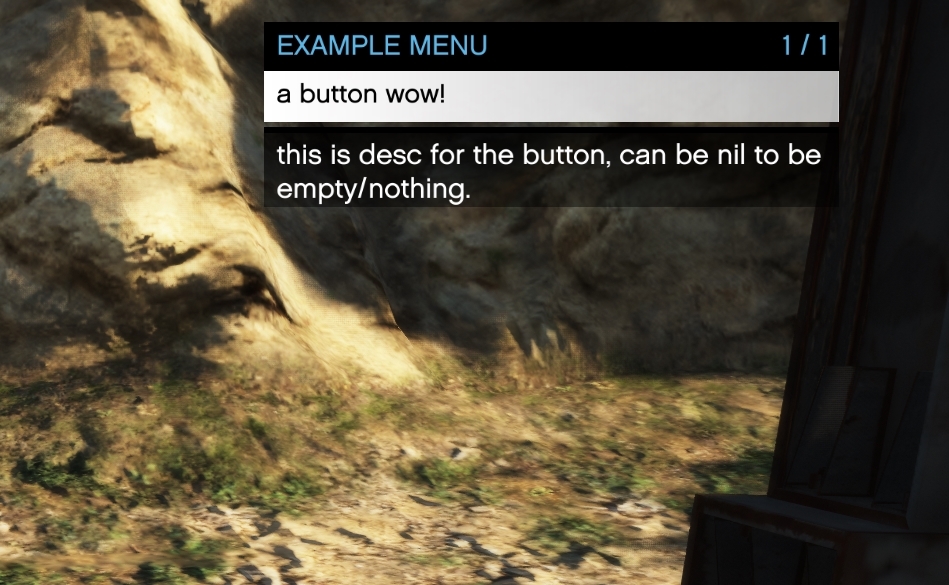 EXAMPLE MENU 1 / 1
a button wow!
this is desc for the button, can be nil to be
empty/nothing.